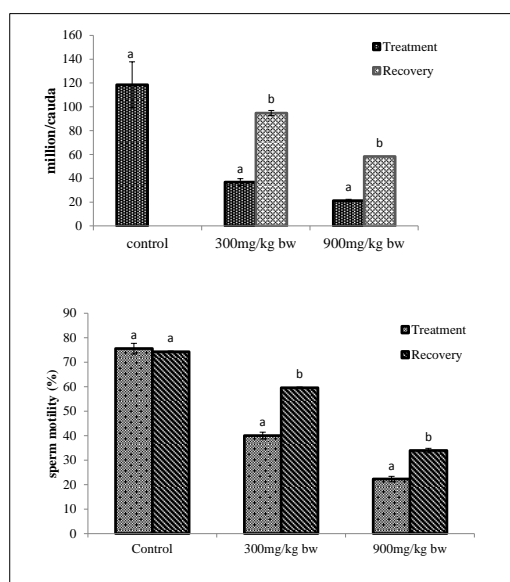 million/cauda
160
140
120
100
80
60
40
20
0
a
a
b
a
b
Treatment
Recovery
control
300mg/kg bw
900mg/kg bw
sperm motility (%)
90
80
70
60
50
40
30
20
10
0
a
a
a
b
a
b
Treatment
Recovery
Control
300mg/kg bw
900mg/kg bw